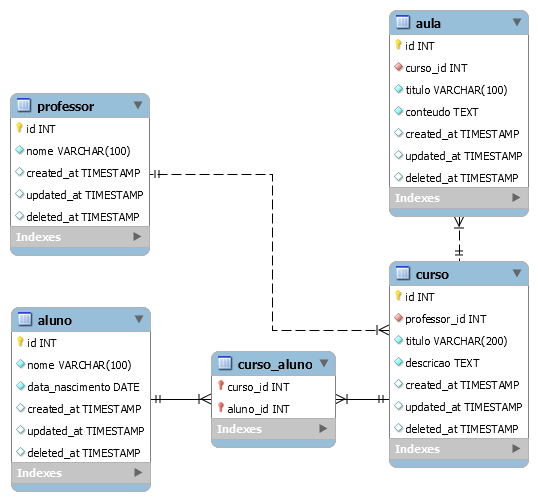 aula
id INT
curso_id INT
titulo VARCHAR(100)
conteudo TEXT
created_at TIMESTAMP
updated_at TIMESTAMP
deleted_at TIMESTAMP
Indexes
professor
id INT
nome VARCHAR(100)
created_at TIMESTAMP
updated_at TIMESTAMP
deleted_at TIMESTAMP
Indexes
curso
id INT
professor_id INT
titulo VARCHAR(200)
descricao TEXT
created_at TIMESTAMP
updated_at TIMESTAMP
deleted_at TIMESTAMP
Indexes
aluno
id INT
nome VARCHAR(100)
data_nascimento DATE
created_at TIMESTAMP
updated_at TIMESTAMP
deleted_at TIMESTAMP
Indexes
curso_aluno
curso_id INT
aluno_id INT
Indexes